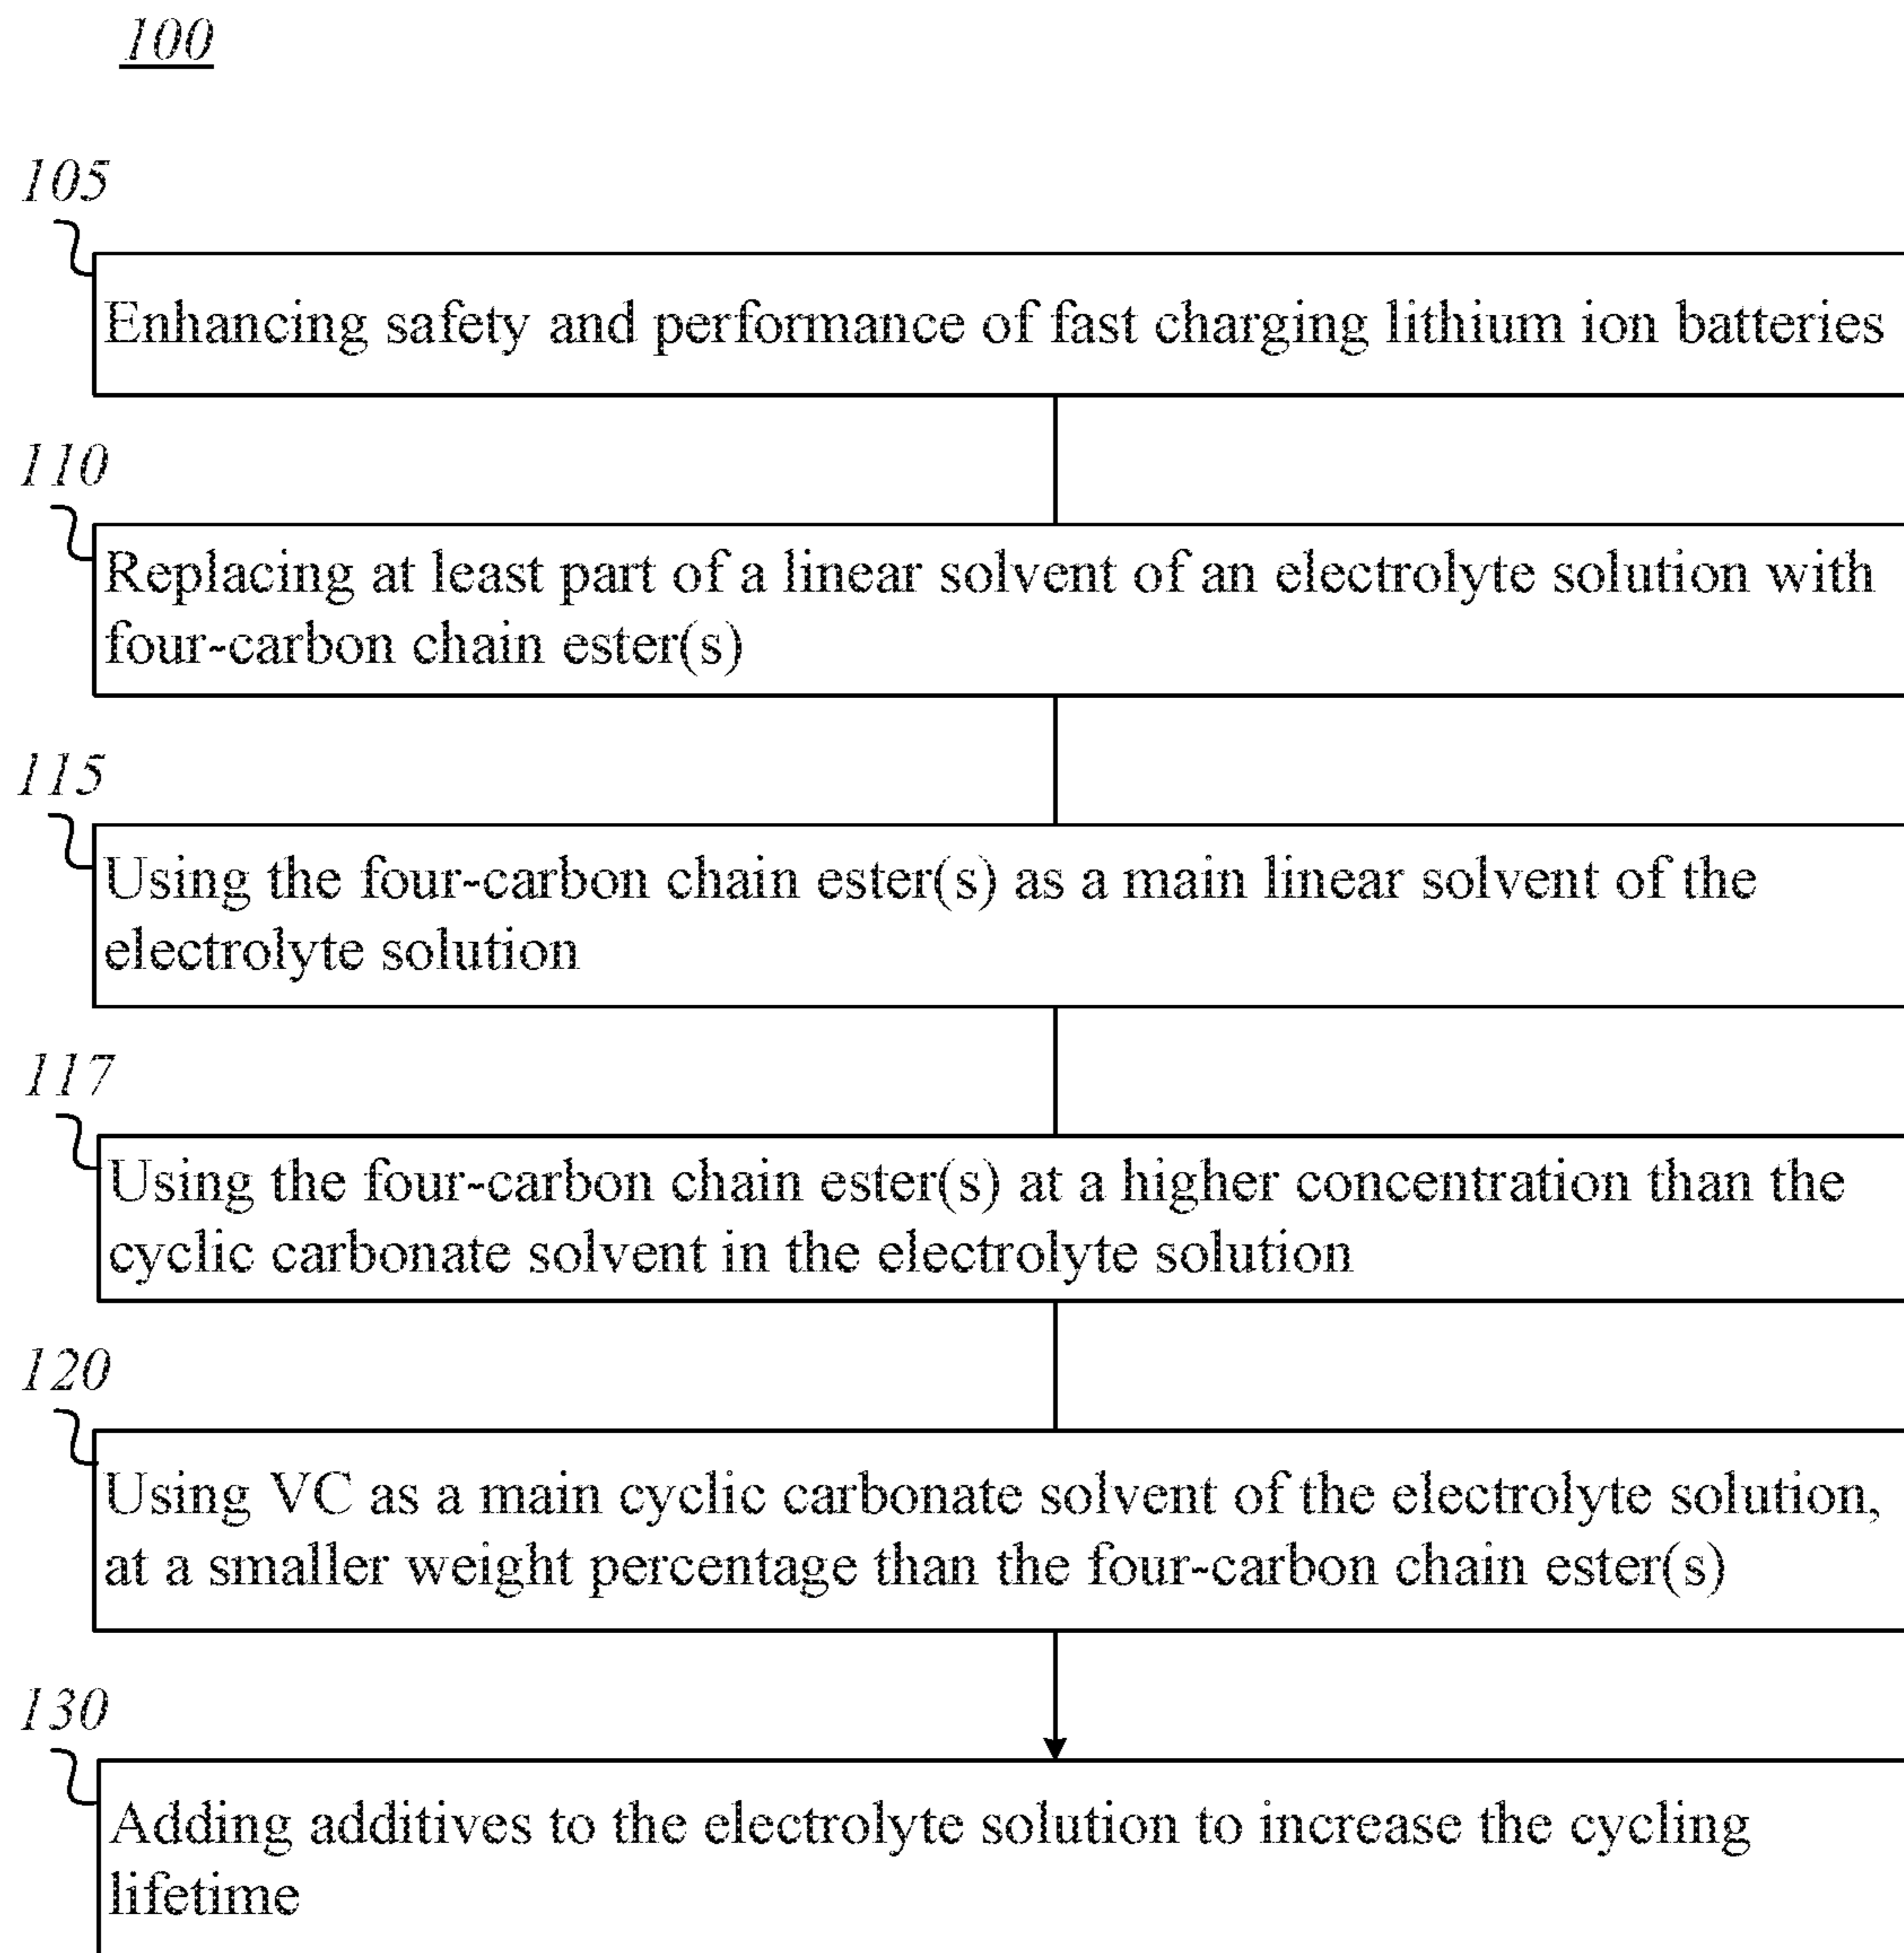 100
105
Enhancing safety and performance of fast charging lithium ion batteries
110
Replacing at least part of a linear solvent of an electrolyte solution with
four-carbon chain ester(s)
115
Using the four-carbon chain ester(s) as a main linear solvent of the
electrolyte solution
117
Using the four-carbon chain ester(s) at a higher concentration than the
cyclic carbonate solvent in the electrolyte solution
120
Using VC as a main cyclic carbonate solvent of the electrolyte solution,
at a smaller weight percentage than the four-carbon chain ester(s)
130
Adding additives to the electrolyte solution to increase the cycling
lifetime